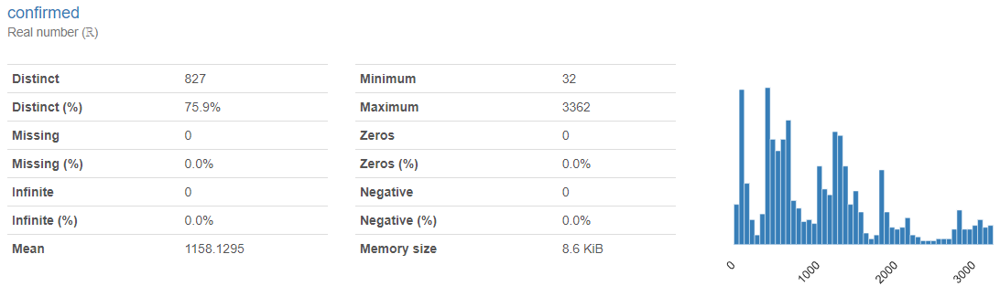 confirmed
Real number (ℝ)
Distinct 827
Distinct (%) 75.9%
Missing 0
Missing (%) 0.0%
Infinite 0
Infinite (%) 0.0%
Mean 1158.1295
Minimum 32
Maximum 3362
Zeros 0
Zeros (%) 0.0%
Negative 0
Negative (%) 0.0%
Memory size 8.6 KiB
0 1000 2000 3000